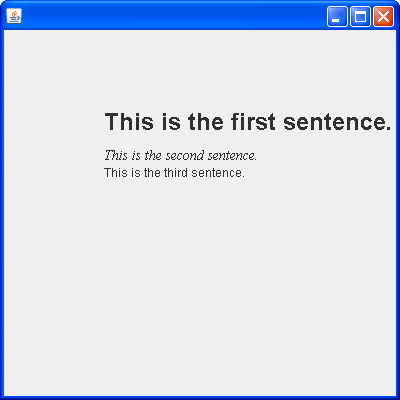 This is the first sentence.
This is the second sentence.
This is the third sentence.